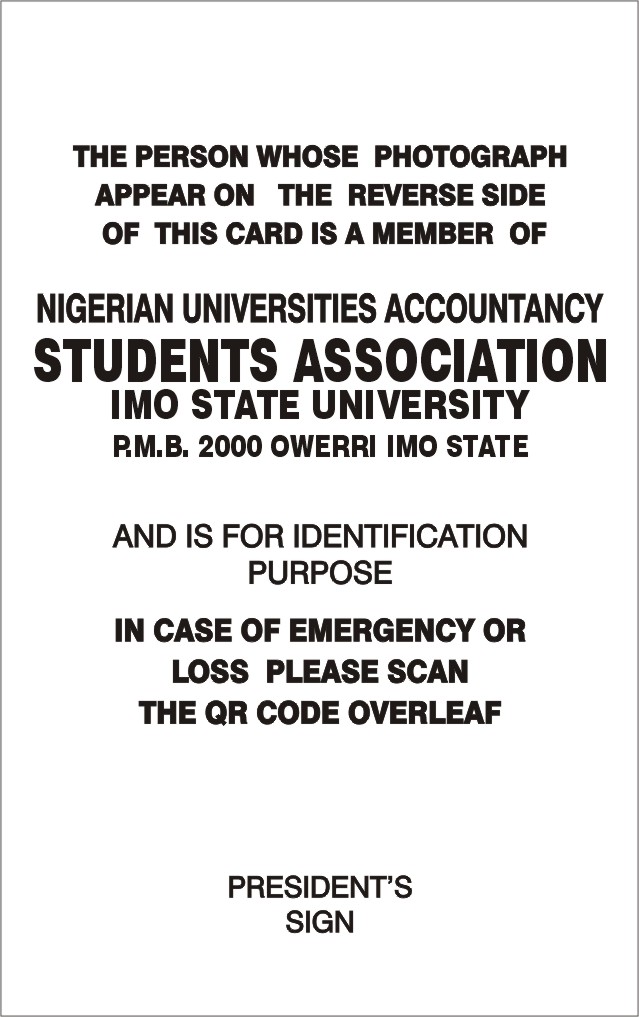 THE PERSON WHOSE PHOTOGRAPH
APPEAR ON THE REVERSE SIDE
OF THIS CARD IS A MEMBER OF
NIGERIAN UNIVERSITIES ACCOUNTANCY
STUDENTS ASSOCIATION
IMO STATE UNIVERSITY
P.M.B. 2000 OWERRI IMO STATE
AND IS FOR IDENTIFICATION
PURPOSE
IN CASE OF EMERGENCY OR
LOSS PLEASE SCAN
THE QR CODE OVERLEAF
PRESIDENT'S
SIGN